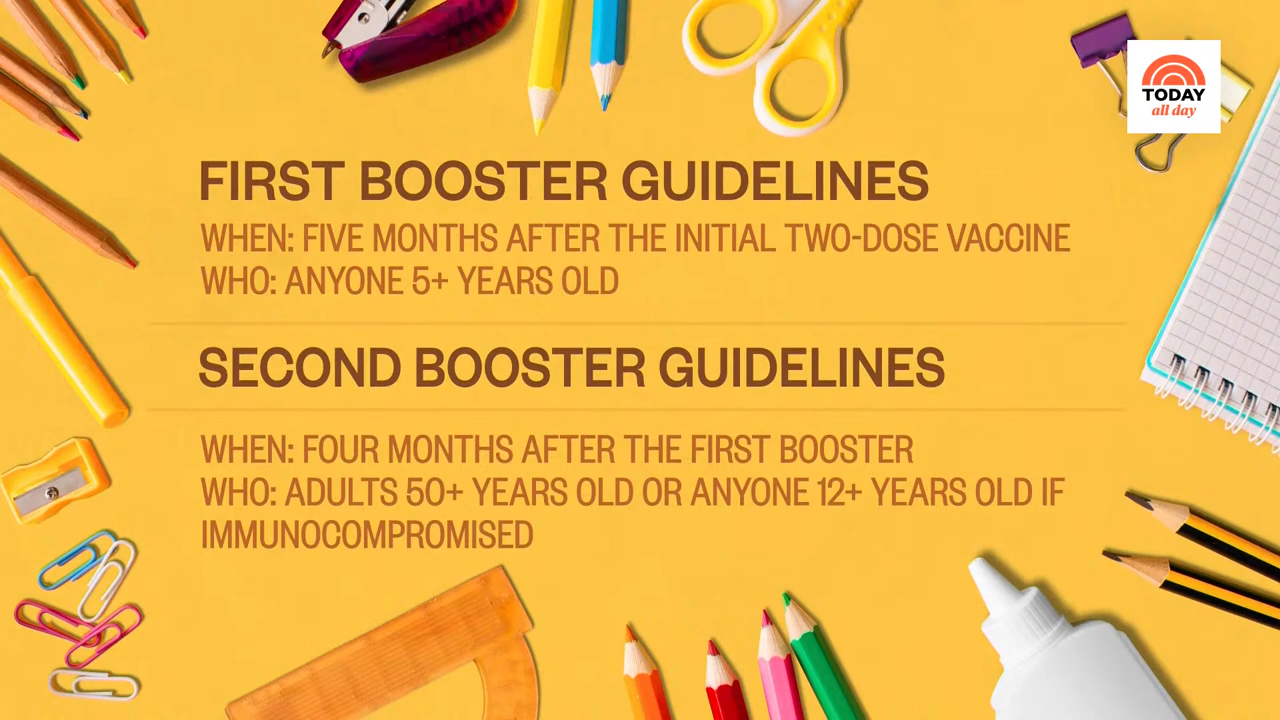 TODAY
all day
FIRST BOOSTER GUIDELINES
WHEN: FIVE MONTHS AFTER THE INITIAL TWO-DOSE VACCINE
WHO: ANYONE 5+ YEARS OLD
SECOND BOOSTER GUIDELINES
WHEN: FOUR MONTHS AFTER THE FIRST BOOSTER
WHO: ADULTS 50+ YEARS OLD OR ANYONE 12+ YEARS OLD IF
IMMUNOCOMPROMISED